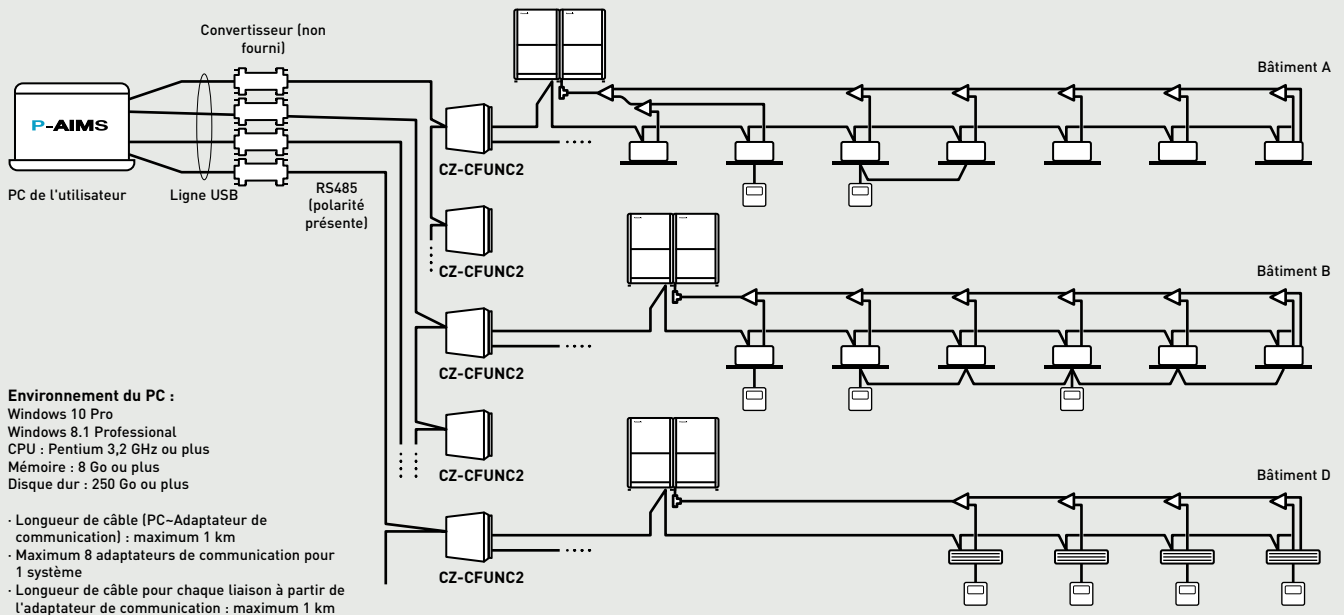 Convertisseur (non
fourni)
Bâtiment A
P-AIMS
CZ-CFUNC2
PC de l'utilisateur
Ligne USB
RS485
(polarité
présente)
CZ-CFUNC2
Bâtiment B
CZ-CFUNC2
Environnement du PC :
Windows 10 Pro
Windows 8.1 Professional
CPU : Pentium 3,2 GHz ou plus
Mémoire : 8 Go ou plus
Disque dur : 250 Go ou plus
CZ-CFUNC2
Bâtiment D
· Longueur de câble (PC~Adaptateur de
communication) : maximum 1 km
· Maximum 8 adaptateurs de communication pour
1 système
· Longueur de câble pour chaque liaison à partir de
l'adaptateur de communication : maximum 1 km
CZ-CFUNC2